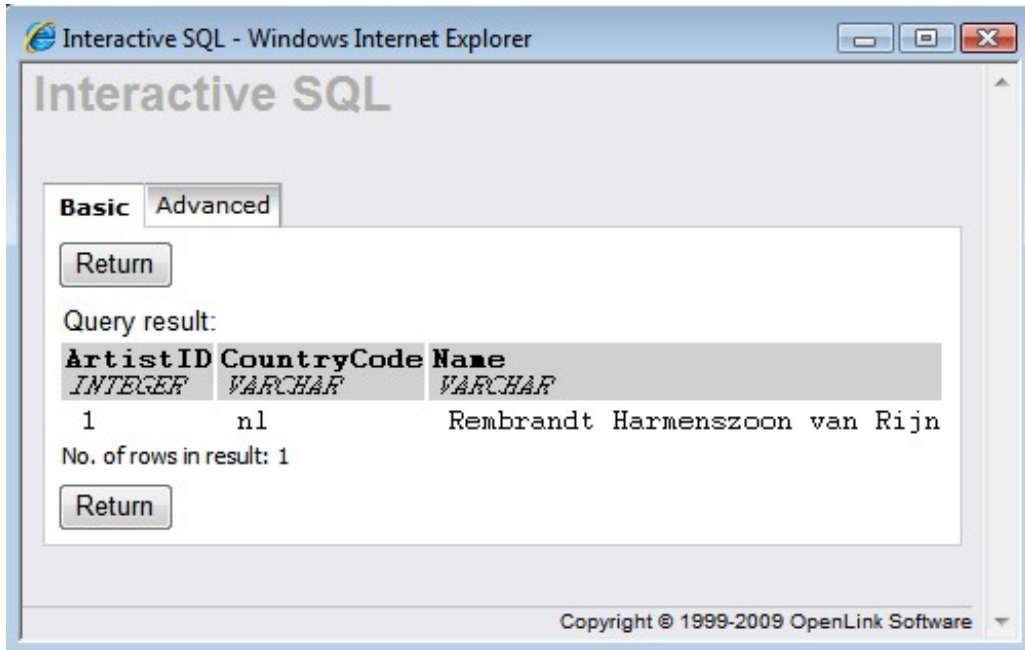 Interactive SQL - Windows Internet Explorer
Interactive SQL
Basic Advanced
Return
Query result:
ArtistID CountryCode Name
INTEGER VARCHAR VARCHAR
1 nl Rembrandt Harmenszoon van Rijn
No. of rows in result: 1
Return
Copyright © 1999-2009 OpenLink Software